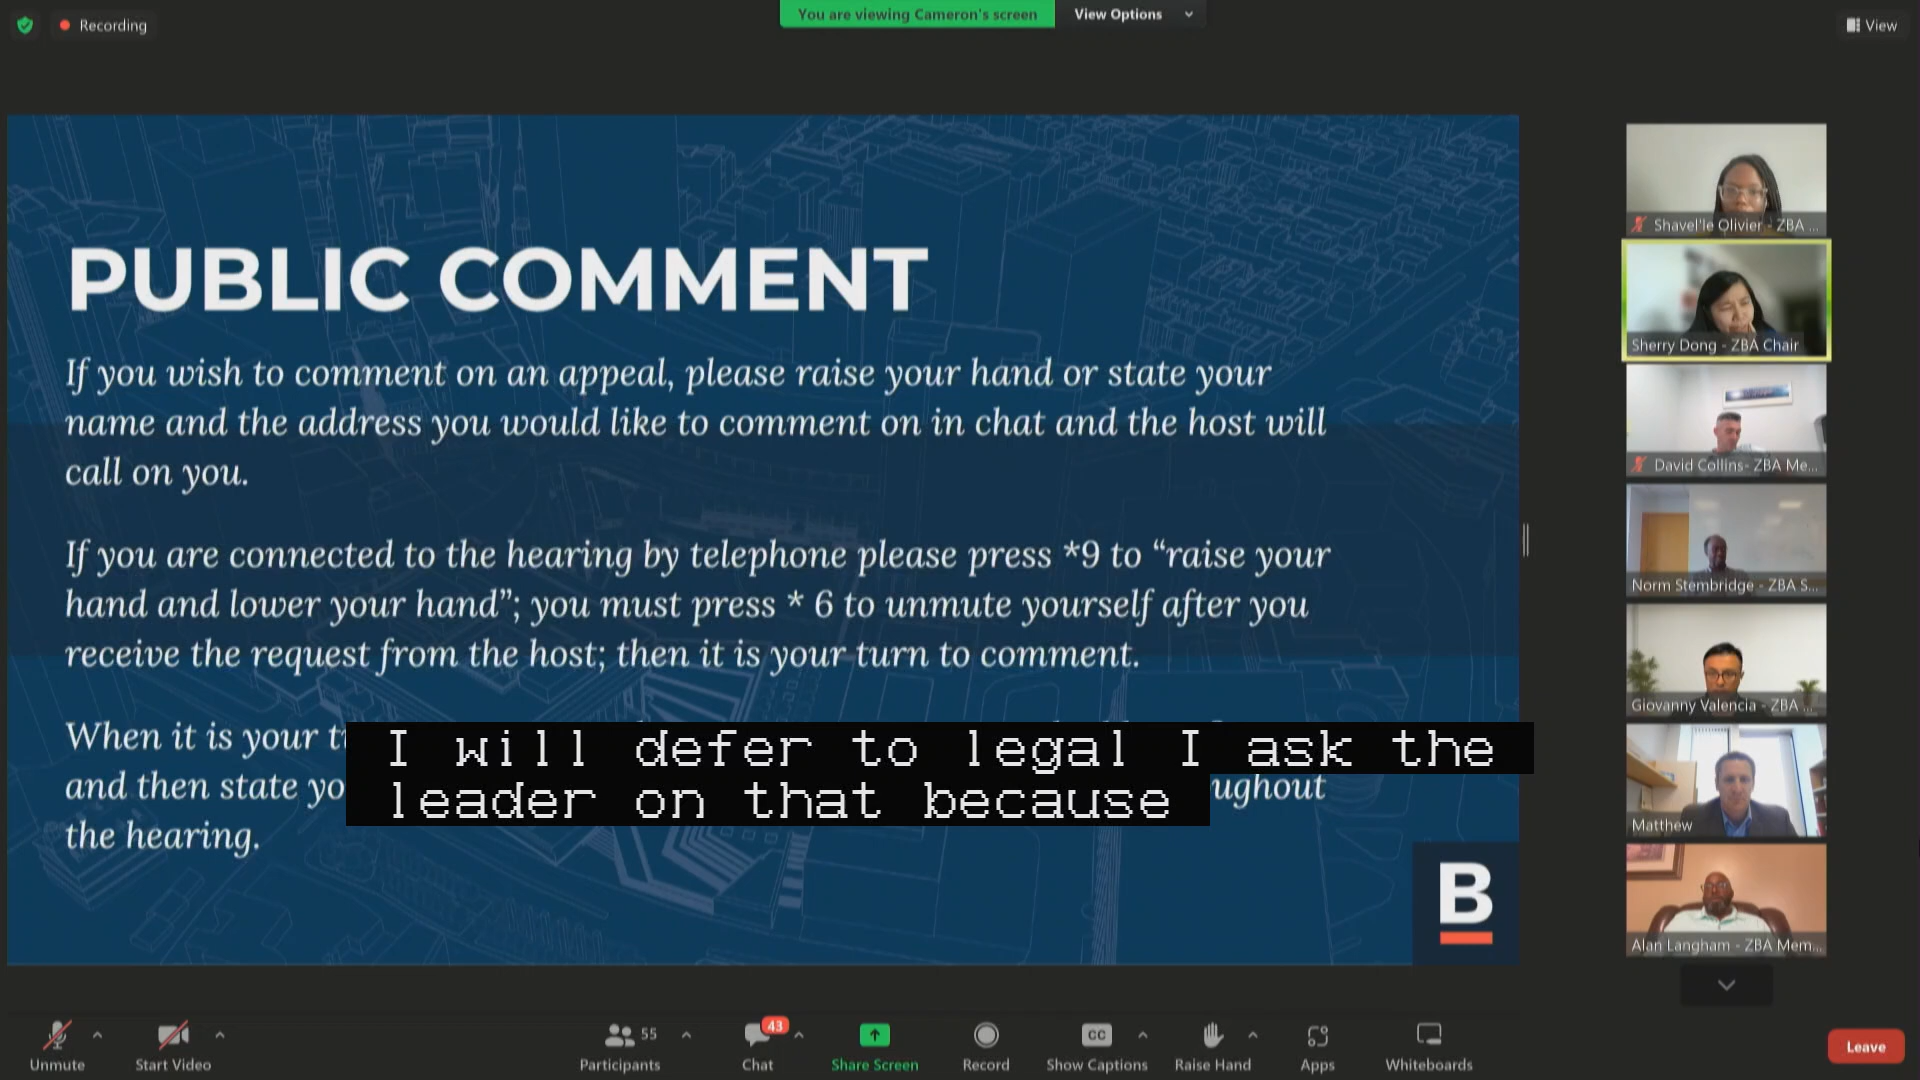 Recording
You are viewing Cameron's screen
View Options
View
PUBLIC COMMENT
If you wish to comment on an appeal, please raise your hand or state your
name and the address you would like to comment on in chat and the host will
call on you.
If you are connected to the hearing by telephone please press *9 to “raise your
hand and lower your hand”; you must press * 6 to unmute yourself after you
receive the request from the host; then it is your turn to comment.
When it is your
and then state
ughout
the hearing.
I will defer to legal I ask the
leader on that because
B
Shavel'le Olivier - ZBA ...
Sherry Dong - ZBA Chair
David Collins- ZBA Me...
Norm Stembridge - ZBA S...
Giovanny Valencia - ZBA ...
Matthew
Alan Langham - ZBA Mem...
Unmute
Start Video
55
Participants
43
Chat
Share Screen
Record
CC
Show Captions
Raise Hand
Apps
Whiteboards
Leave